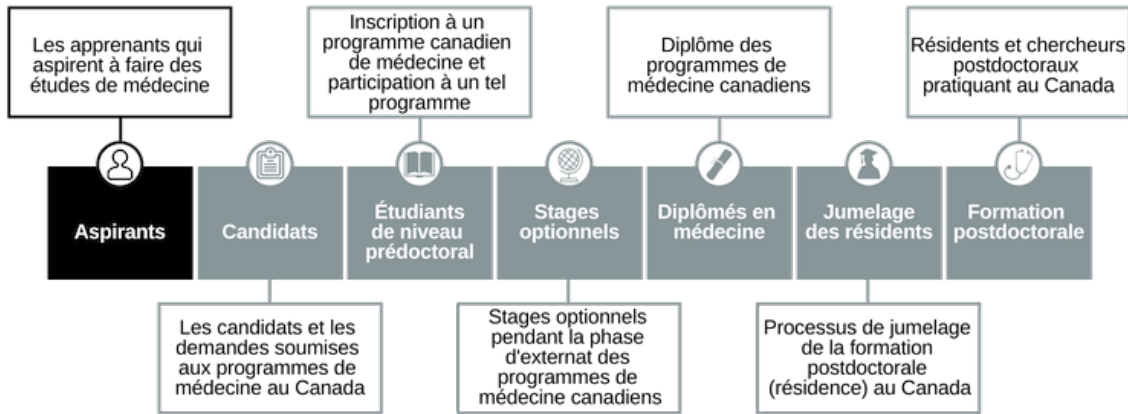 Les apprenants qui
aspirent à faire des
études de médecine
Inscription à un
programme canadien
de médecine et
participation à un tel
programme
Diplôme des
programmes de
médecine canadiens
Résidents et chercheurs
postdoctoraux
pratiquant au Canada
Aspirants
Candidats
Étudiants
de niveau
prédoctoral
Stages
optionnels
Diplômés en
médecine
Jumelage
des résidents
Formation
postdoctorale
Les candidats et les
demandes soumises
aux programmes de
médecine au Canada
Stages optionnels
pendant la phase
d'externat des
programmes de
médecine canadiens
Processus de jumelage
de la formation
postdoctorale
(résidence) au Canada